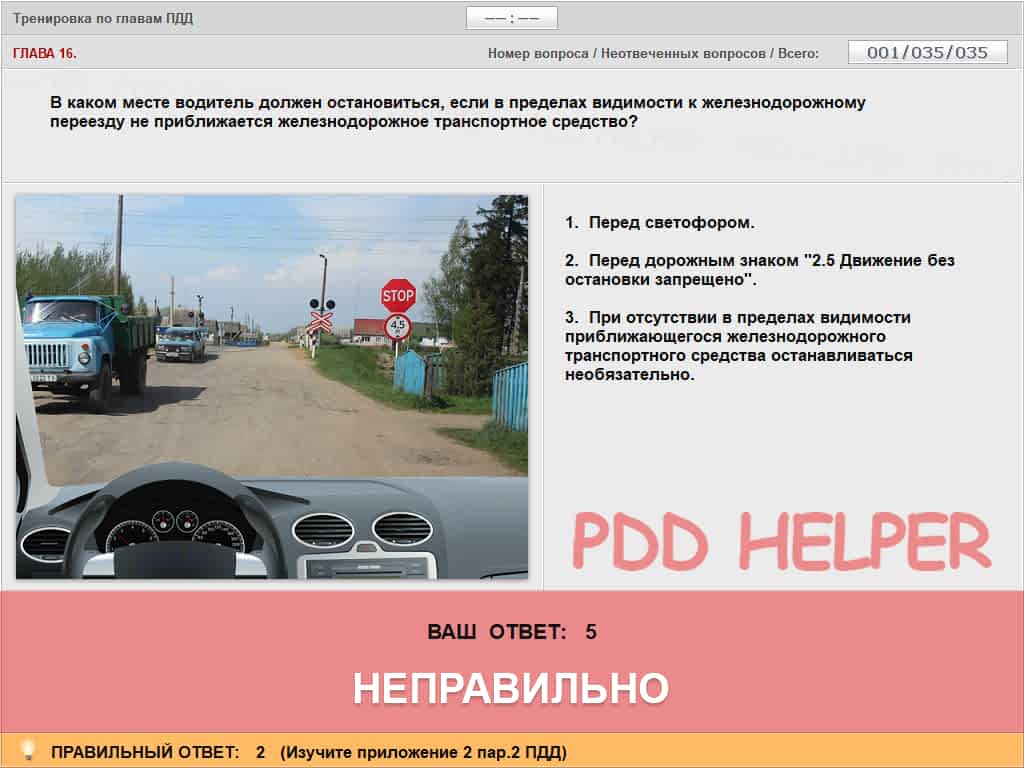 Тренировка по главам ПДД
—— : ——
ГЛАВА 16.
Номер вопроса / Неотвеченных вопросов / Всего:
001/035/035
В каком месте водитель должен остановиться, если в пределах видимости к железнодорожному
переезду не приближается железнодорожное транспортное средство?
STOP
4,5
1. Перед светофором.
2. Перед дорожным знаком "2.5 Движение без
остановки запрещено".
3. При отсутствии в пределах видимости
приближающегося железнодорожного
транспортного средства останавливаться
необязательно.
PDD HELPER
ВАШ ОТВЕТ: 5
НЕПРАВИЛЬНО
ПРАВИЛЬНЫЙ ОТВЕТ: 2 (Изучите приложение 2 пар.2 ПДД)